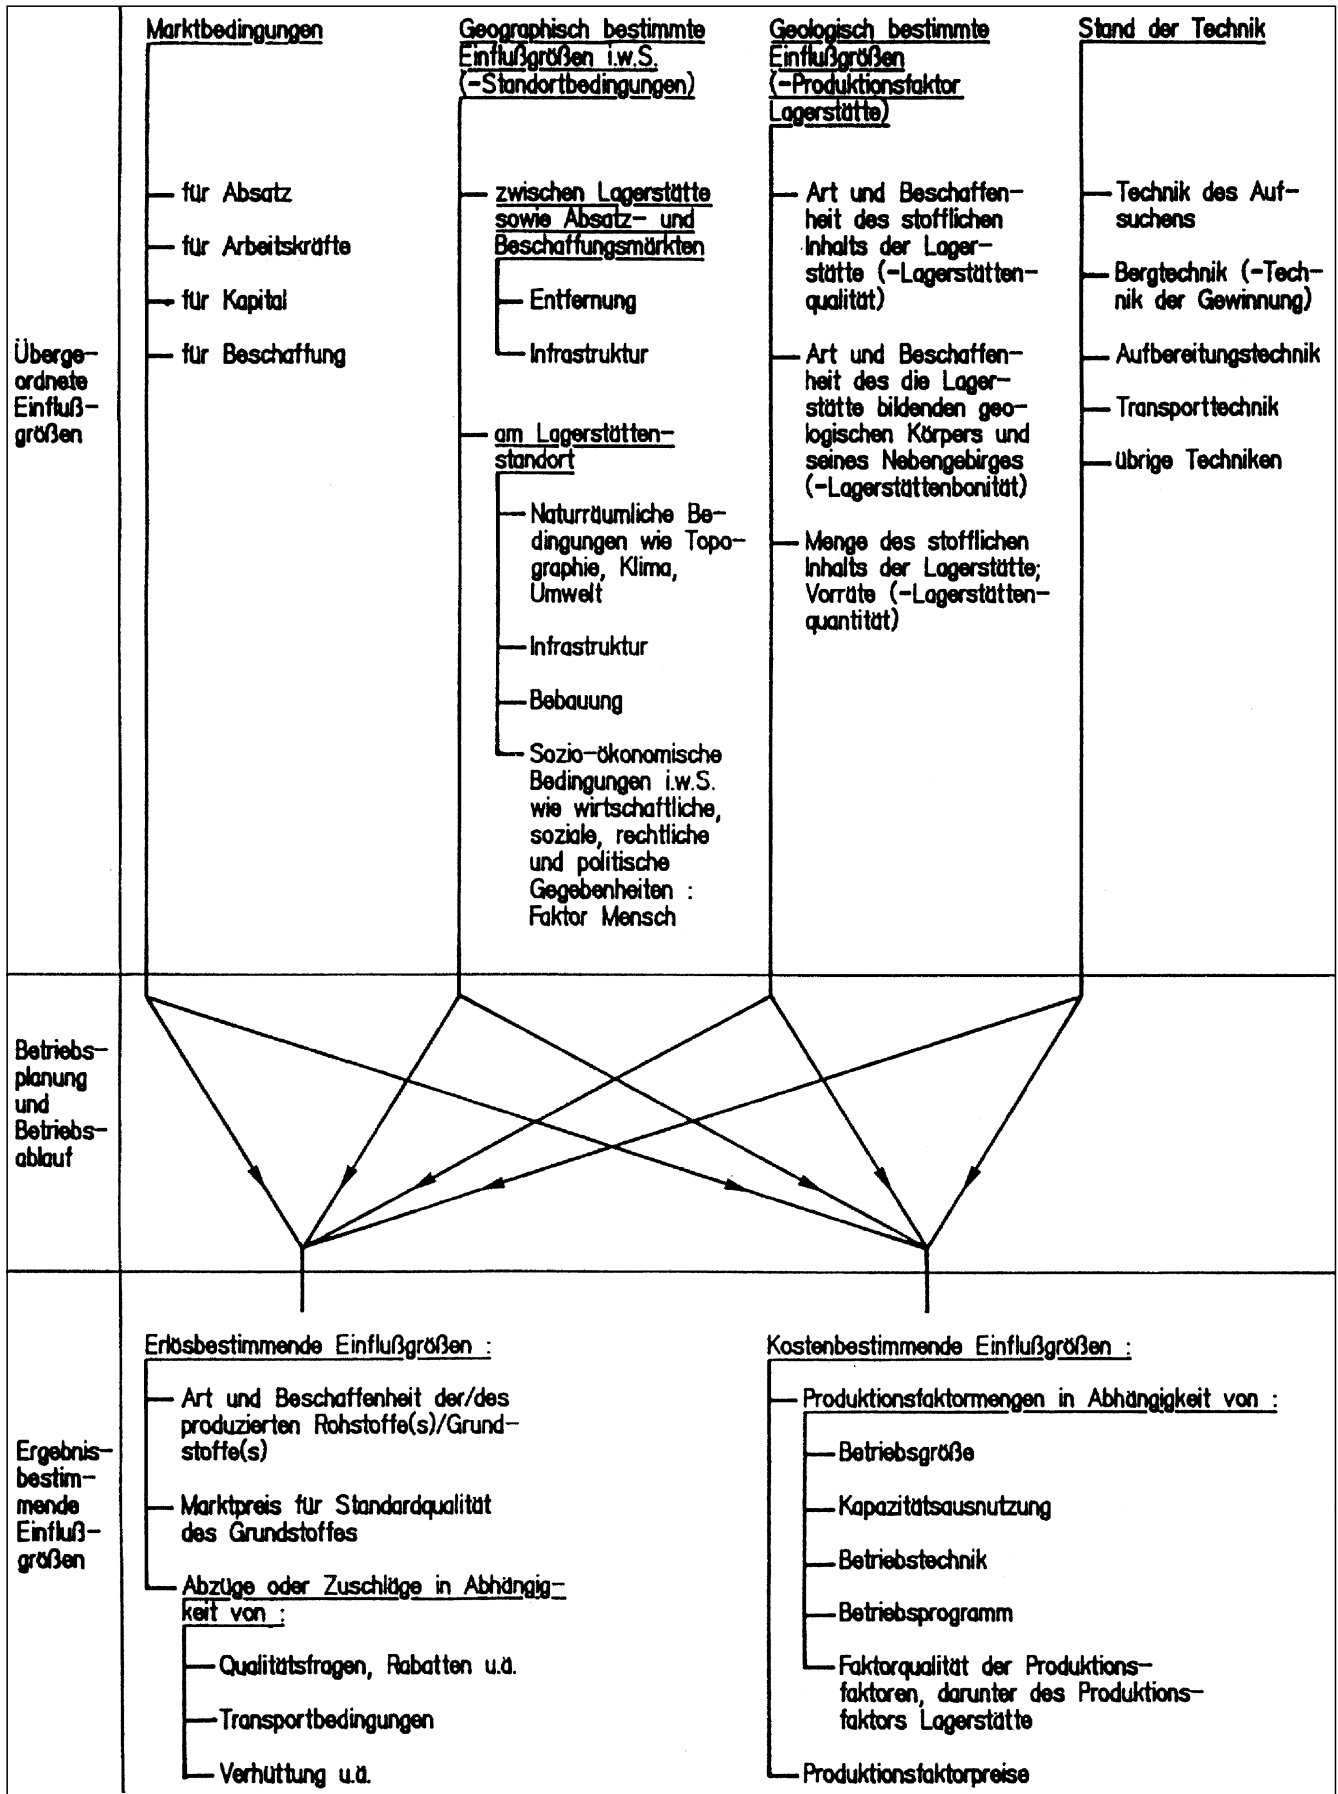 Marktbedingungen
für Absatz
für Arbeitskräfte
für Kapital
für Beschaffung
Geographisch bestimmte
Einflußgrößen i.w.S.
(-Standortbedingungen)
zwischen Lagerstätte
sowie Absatz- und
Beschaffungsmärkten
Entfernung
Infrastruktur
am Lagerstätten-
standort
Naturräumliche Be-
dingungen wie Topo-
graphie, Klima,
Umwelt
Infrastruktur
Bebauung
Sozio-ökonomische
Bedingungen i.w.S.
wie wirtschaftliche,
soziale, rechtliche
und politische
Gegebenheiten :
Faktor Mensch
Geologisch bestimmte
Einflußgrößen
(-Produktionsfaktor
Lagerstätte)
Art und Beschaffen-
heit des stofflichen
Inhalts der Lager-
stätte (-Lagerstätten-
qualität)
Art und Beschaffen-
heit des die Lager-
stätte bildenden geo-
logischen Körpers und
seines Nebengebirges
(-Lagerstättenbonität)
Menge des stofflichen
Inhalts der Lagerstätte;
Vorräte (-Lagerstätten-
quantität)
Stand der Technik
Technik des Auf-
suchens
Bergtechnik (-Tech-
nik der Gewinnung)
Aufbereitungstechnik
Transporttechnik
übrige Techniken
Überge-
ordnete
Einfluß-
größen
Betriebs-
planung
und
Betriebs-
ablauf
Ergebnis-
bestim-
mende
Einfluß-
größen
Erlösbestimmende Einflußgrößen :
Art und Beschaffenheit der/des
produzierten Rohstoffe(s)/Grund-
stoffe(s)
Marktpreis für Standardqualität
des Grundstoffes
Abzüge oder Zuschläge in Abhängig-
keit von :
Qualitätsfragen, Rabatten u.ä.
Transportbedingungen
Verhüttung u.ä.
Kostenbestimmende Einflußgrößen :
Produktionsfaktormengen in Abhängigkeit von :
Betriebsgröße
Kapazitätsausnutzung
Betriebstechnik
Betriebsprogramm
Faktorqualität der Produktions-
faktoren, darunter des Produktions-
faktors Lagerstätte
Produktionsfaktorpreise